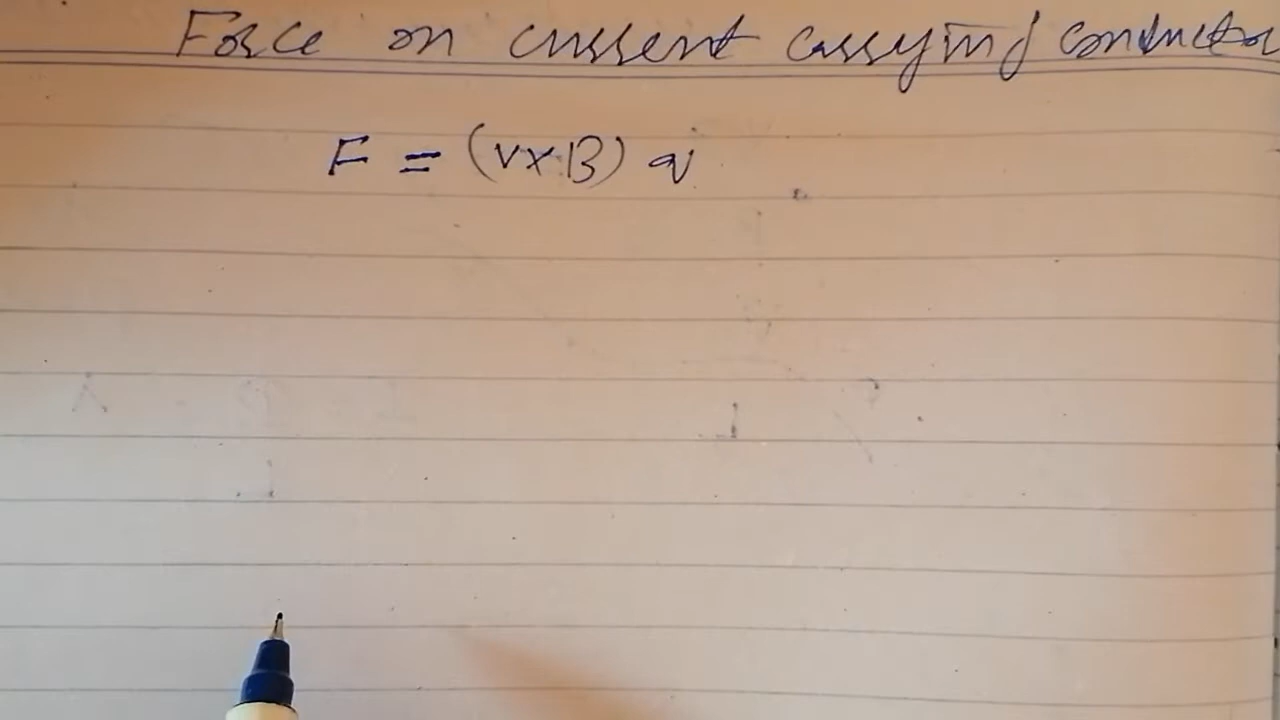 Force on current carrying conductor
F = (v×B) q